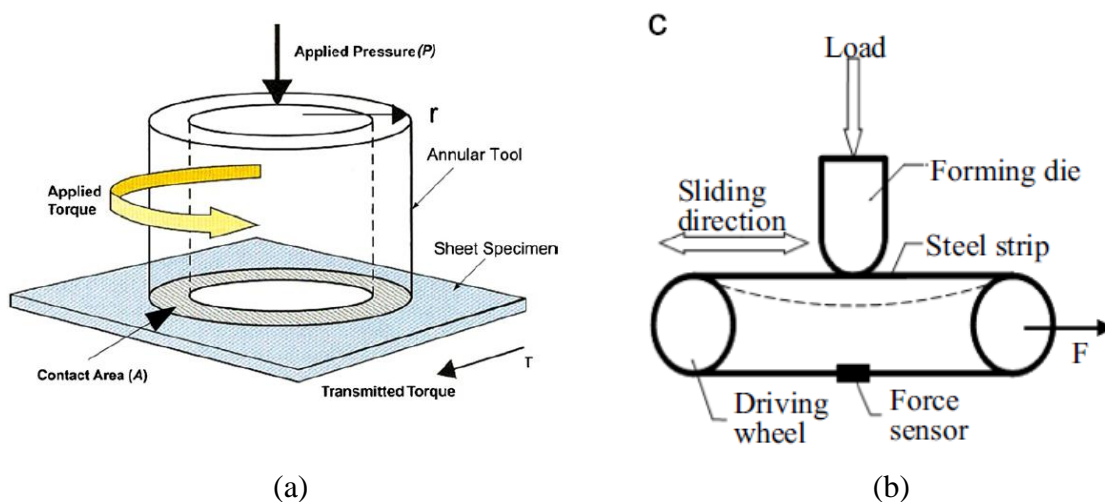 Applied Pressure(P)
r
Annular Tool
Applied
Torque
Sheet Specimen
Contact Area (A)
T
Transmitted Torque
(a)
c
Load
Forming die
Sliding
direction
Steel strip
F
Driving
wheel
Force
sensor
(b)